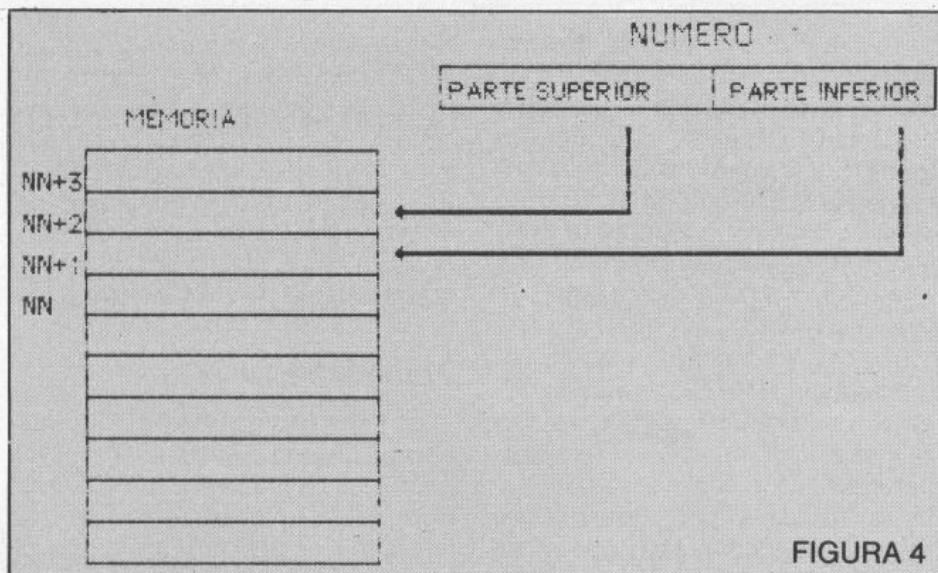 NUMERO
PARTE SUPERIOR PARTE INFERIOR
MEMORIA
NN+3
NN+2
NN+1
NN
FIGURA 4